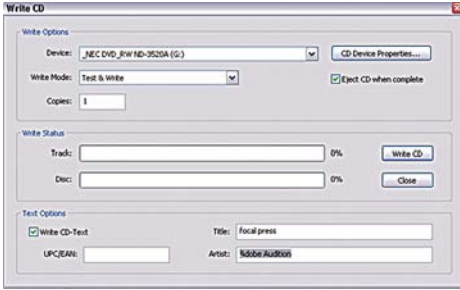 Write CD
Write Options
Device: _NEC DVD_RW ND-3520A (G:) CD Device Properties...
Write Mode: Test & Write Eject CD when complete
Copies: 1
Write Status
Track: 0% Write CD
Disc: 0% Close
Text Options
Write CD-Text Title: focal press
UPC/EAN: Artist: Adobe Audition